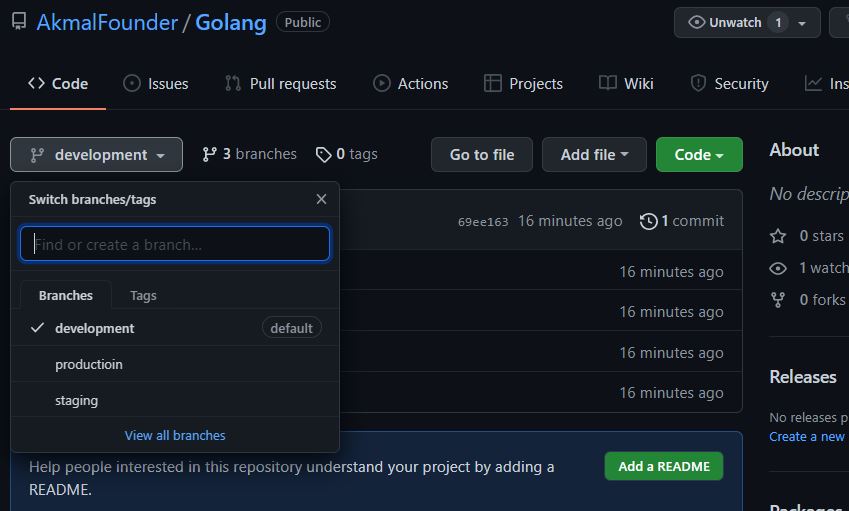 AkmalFounder / Golang Public
Unwatch 1
Code Issues Pull requests Actions Projects Wiki Security Ins
development 3 branches 0 tags Go to file Add file Code
Switch branches/tags
Find or create a branch...
Branches Tags
development default
productioin
staging
View all branches
69ee163 16 minutes ago 1 commit
16 minutes ago
16 minutes ago
16 minutes ago
16 minutes ago
Help people interested in this repository understand your project by adding a
README.
Add a README
About
No descrip
0 stars
1 watch
0 forks
Releases
No releases p
Create a new
Packages